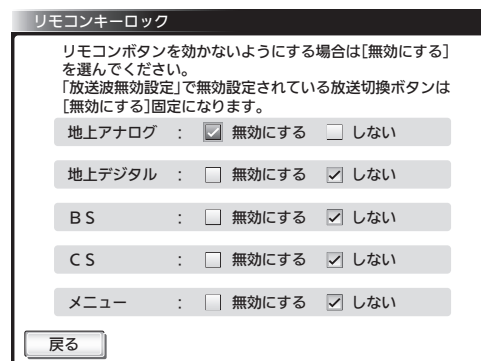 リモコンキーロック
リモコンボタンを効かないようにする場合は[無効にする]
を選んでください。
「放送波無効設定」で無効設定されている放送切換ボタンは
[無効にする]固定になります。
地上アナログ : 無効にする しない
地上デジタル : 無効にする しない
BS : 無効にする しない
CS : 無効にする しない
メニュー : 無効にする しない
戻る